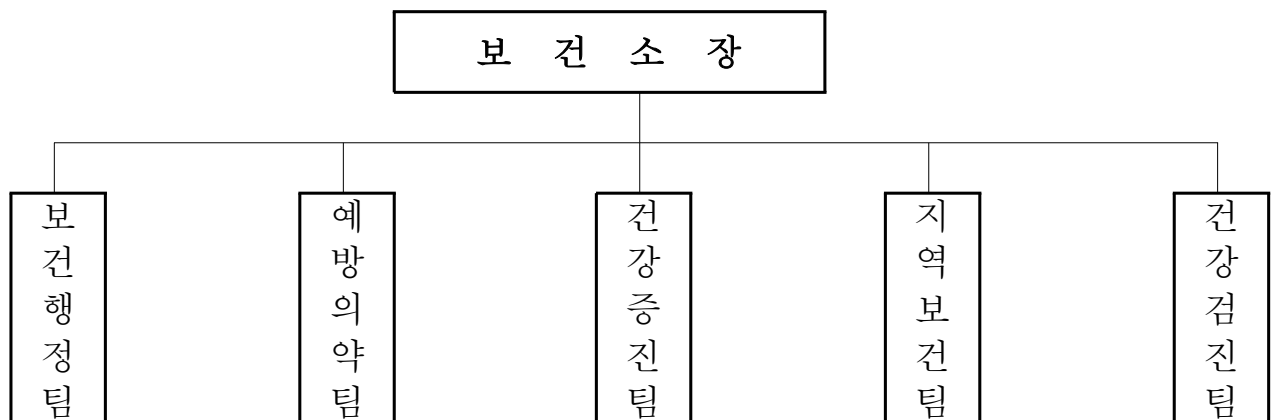 보 건 소 장
보건행정팀
예방의약팀
건강증진팀
지역보건팀
건강검진팀